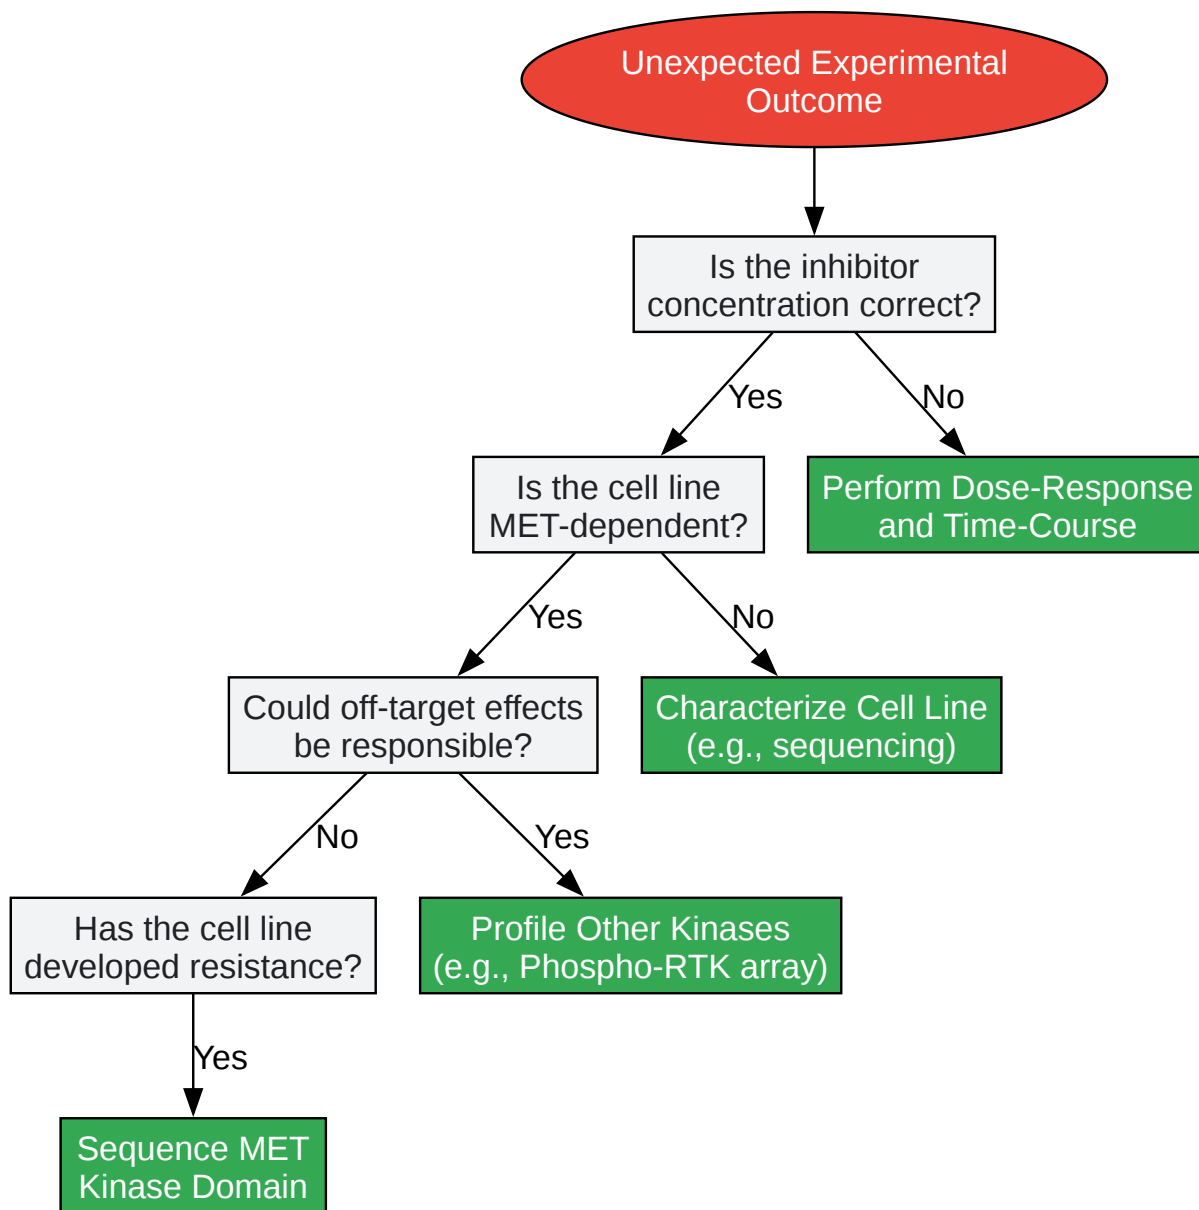 Unexpected Experimental
Outcome
Is the inhibitor
concentration correct?
Yes
No
Is the cell line
MET-dependent?
Perform Dose-Response
and Time-Course
Yes
No
Could off-target effects
be responsible?
Characterize Cell Line
(e.g., sequencing)
No
Yes
Has the cell line
developed resistance?
Profile Other Kinases
(e.g., Phospho-RTK array)
Yes
Sequence MET
Kinase Domain